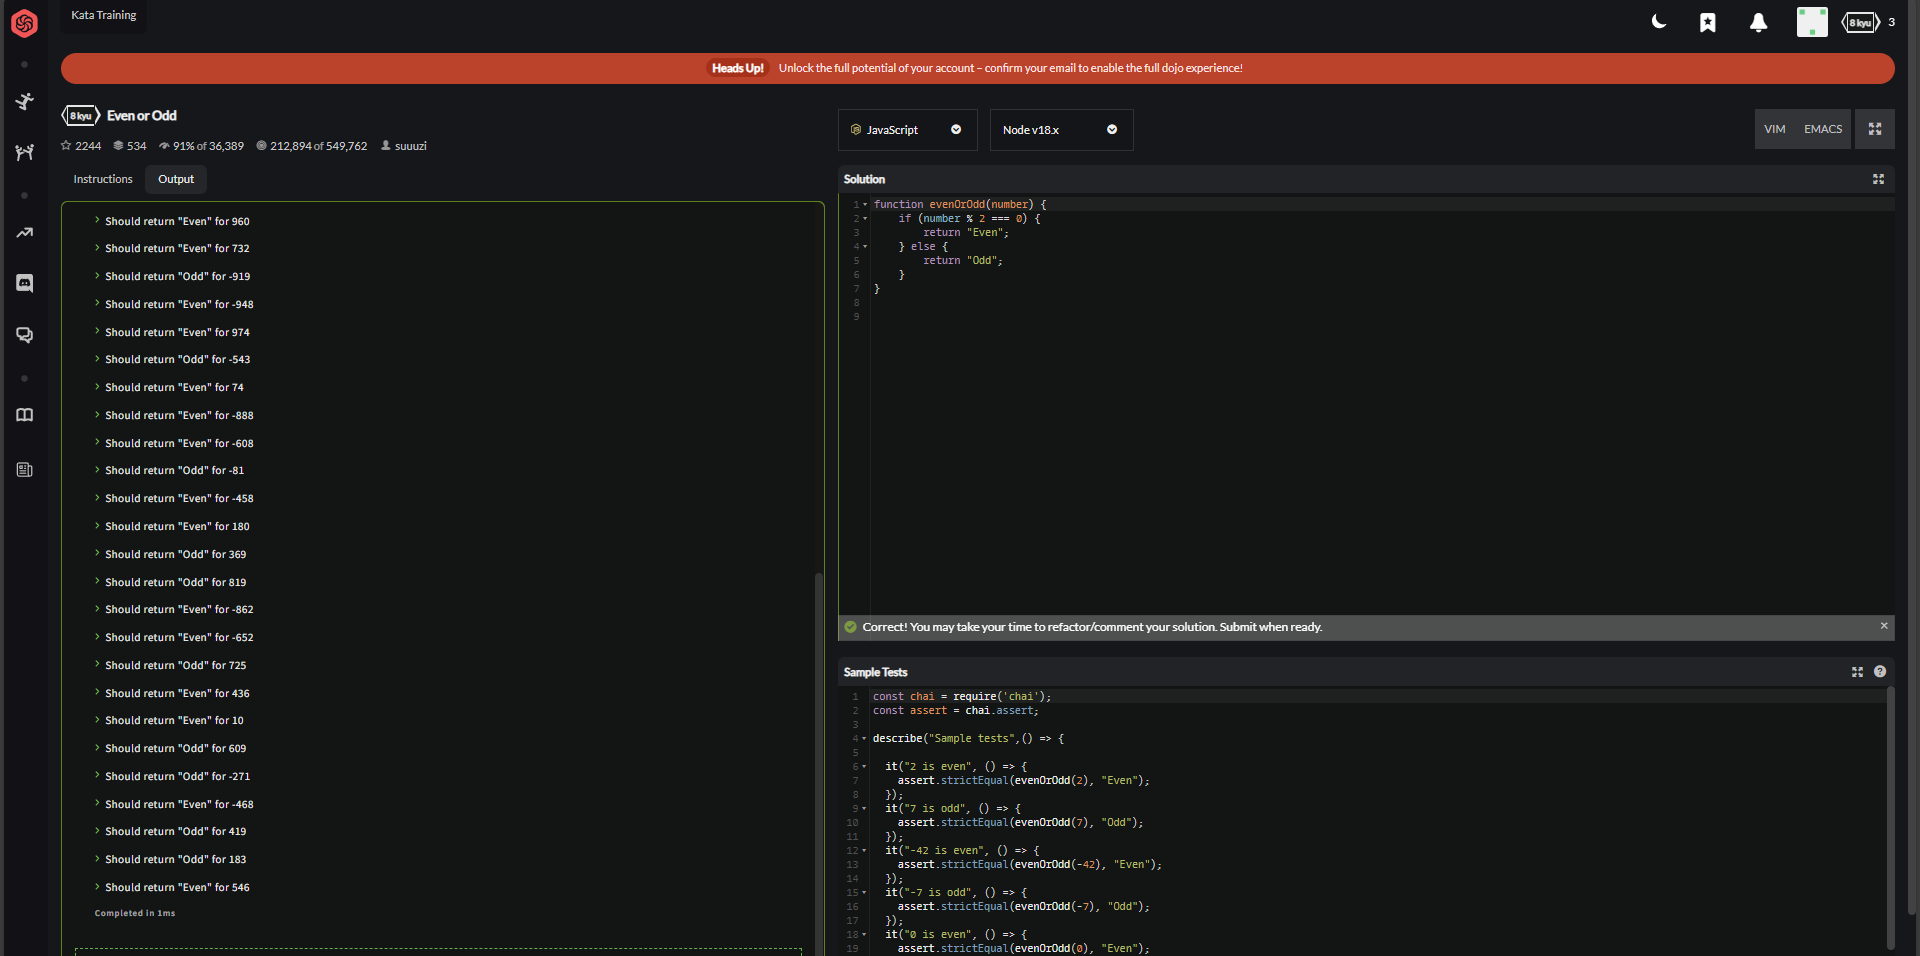 Kata Training
8 kyu
3
Heads Up! Unlock the full potential of your account – confirm your email to enable the full dojo experience!
8 kyu Even or Odd
2244 534 91% of 36,389 212,894 of 549,762 suuuzi
Instructions Output
Should return "Even" for 960
Should return "Even" for 732
Should return "Odd" for -919
Should return "Even" for -948
Should return "Even" for 974
Should return "Odd" for -543
Should return "Even" for 74
Should return "Even" for -888
Should return "Even" for -608
Should return "Odd" for -81
Should return "Even" for -458
Should return "Even" for 180
Should return "Odd" for 369
Should return "Odd" for 819
Should return "Even" for -862
Should return "Even" for -652
Should return "Odd" for 725
Should return "Even" for 436
Should return "Even" for 10
Should return "Odd" for 609
Should return "Odd" for -271
Should return "Even" for -468
Should return "Odd" for 419
Should return "Odd" for 183
Should return "Even" for 546
Completed in 1ms
JavaScript
Node v18.x
VIM EMACS
Solution
1 function evenOrOdd(number) {
2 if (number % 2 === 0) {
3 return "Even";
4 } else {
5 return "Odd";
6 }
7 }
8
9
Correct! You may take your time to refactor/comment your solution. Submit when ready.
Sample Tests
1 const chai = require('chai');
2 const assert = chai.assert;
3
4 describe("Sample tests",() => {
5
6 it("2 is even", () => {
7 assert.strictEqual(evenOrOdd(2), "Even");
8 });
9 it("7 is odd", () => {
10 assert.strictEqual(evenOrOdd(7), "Odd");
11 });
12 it("-42 is even", () => {
13 assert.strictEqual(evenOrOdd(-42), "Even");
14 });
15 it("-7 is odd", () => {
16 assert.strictEqual(evenOrOdd(-7), "Odd");
17 });
18 it("0 is even", () => {
19 assert.strictEqual(evenOrOdd(0), "Even");